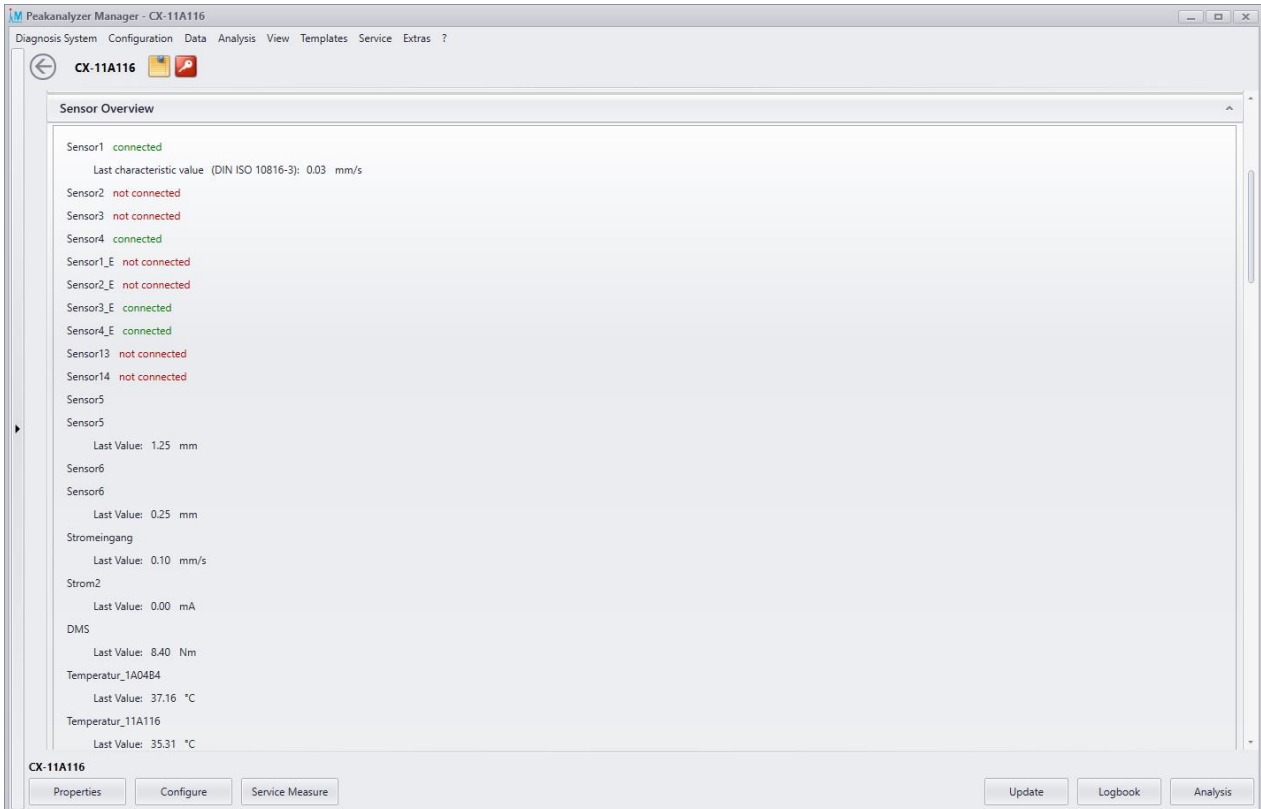 Peakanalyzer Manager - CX-11A116
Diagnosis System Configuration Data Analysis View Templates Service Extras ?
CX-11A116
Sensor Overview
Sensor1 connected
Last characteristic value (DIN ISO 10816-3): 0.03 mm/s
Sensor2 not connected
Sensor3 not connected
Sensor4 connected
Sensor1_E not connected
Sensor2_E not connected
Sensor3_E connected
Sensor4_E connected
Sensor13 not connected
Sensor14 not connected
Sensor5
Sensor5
Last Value: 1.25 mm
Sensor6
Sensor6
Last Value: 0.25 mm
Stromeingang
Last Value: 0.10 mm/s
Strom2
Last Value: 0.00 mA
DMS
Last Value: 8.40 Nm
Temperatur_1A04B4
Last Value: 37.16 °C
Temperatur_11A116
Last Value: 35.31 °C
CX-11A116
Properties Configure Service Measure Update Logbook Analysis